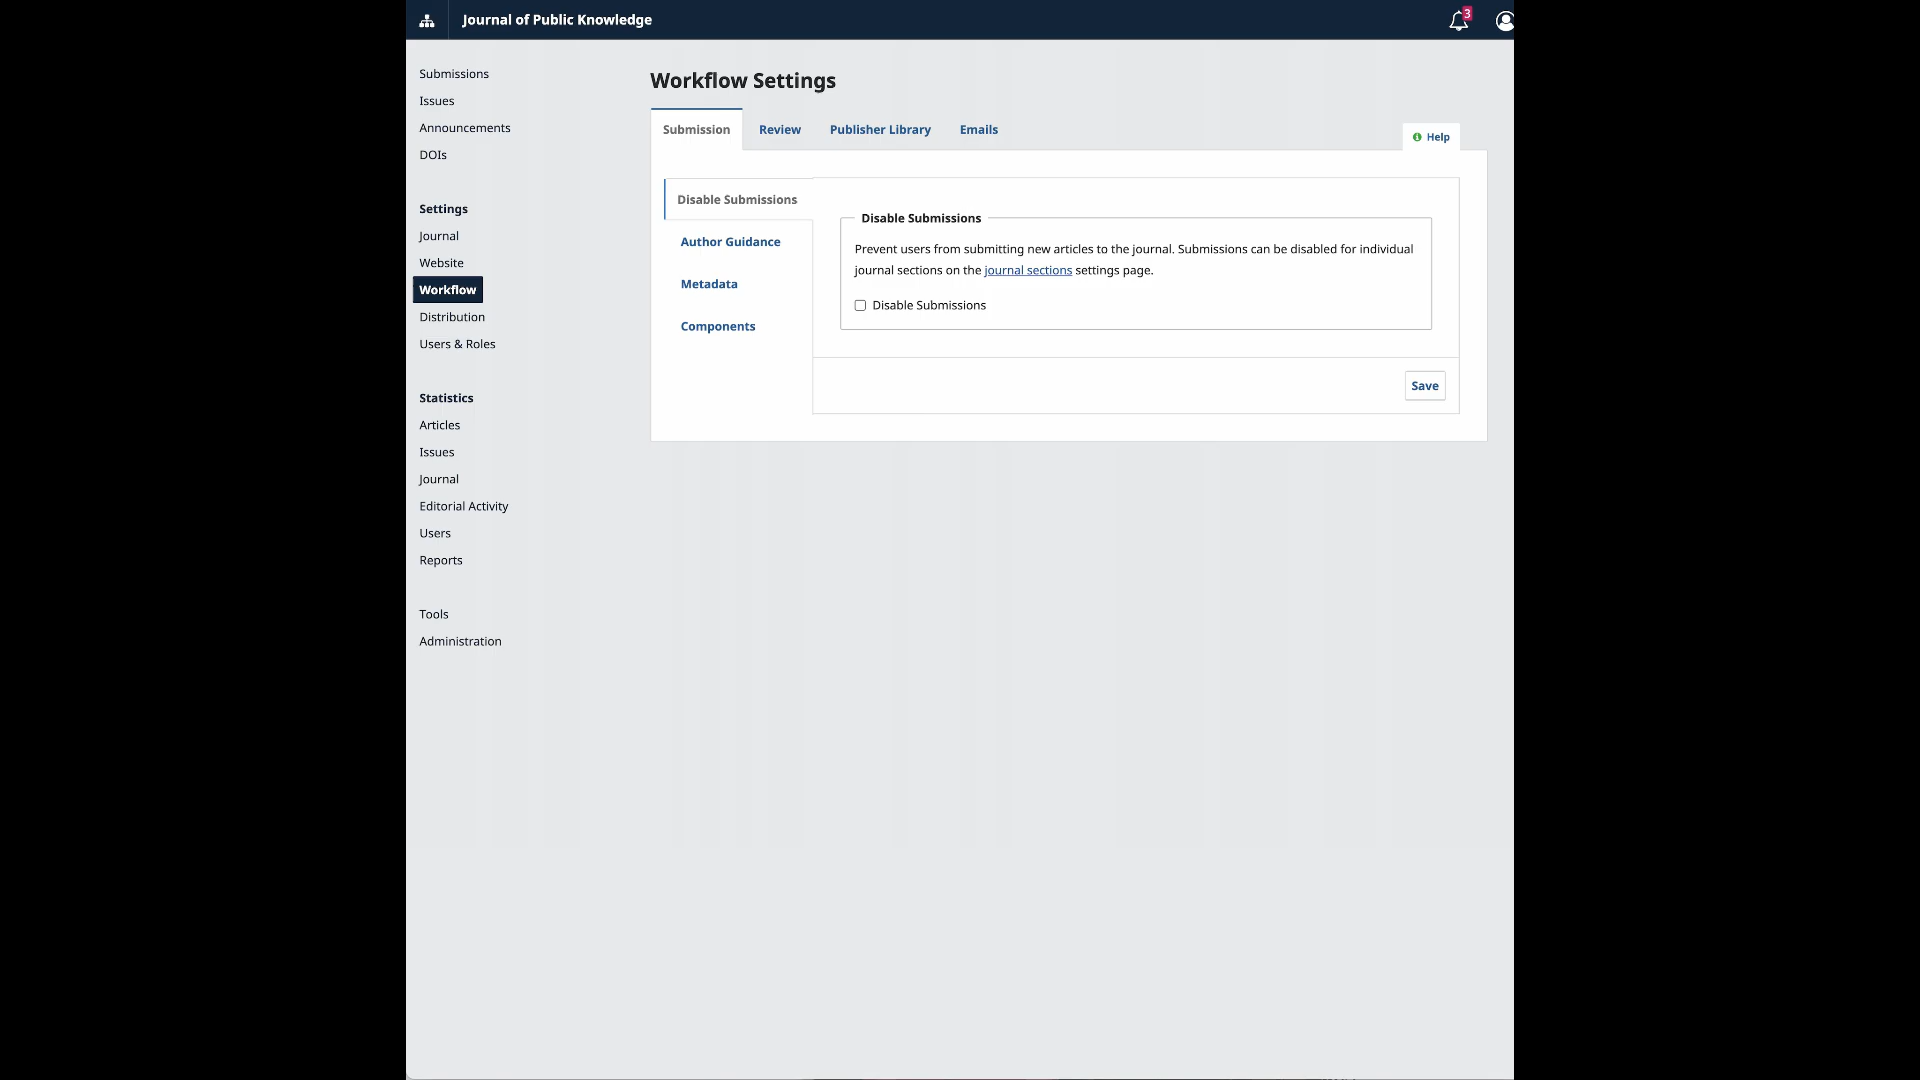 Journal of Public Knowledge
3
Submissions
Issues
Announcements
DOIs
Settings
Journal
Website
Workflow
Distribution
Users & Roles
Statistics
Articles
Issues
Journal
Editorial Activity
Users
Reports
Tools
Administration
Workflow Settings
Submission
Review
Publisher Library
Emails
Help
Disable Submissions
Author Guidance
Metadata
Components
Disable Submissions
Prevent users from submitting new articles to the journal. Submissions can be disabled for individual
journal sections on the journal sections settings page.
Disable Submissions
Save